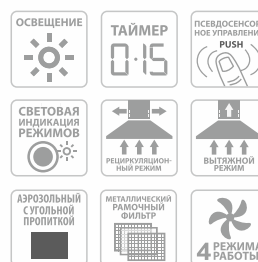 ОСВЕЩЕНИЕ
ТАЙМЕР
0:15
ПСЕВДОСЕНСОР
НОЕ УПРАВЛЕНИ
PUSH
СВЕТОВАЯ
ИНДИКАЦИЯ
РЕЖИМОВ
РЕЦИРКУЛЯЦИОН-
НЫЙ РЕЖИМ
ВЫТЯЖНОЙ
РЕЖИМ
АЭРОЗОЛЬНЫЙ
С УГОЛЬНОЙ
ПРОПИТКОЙ
МЕТАЛЛИЧЕСКИЙ
РАМОЧНЫЙ
ФИЛЬТР
4 РЕЖИМА
РАБОТЫ